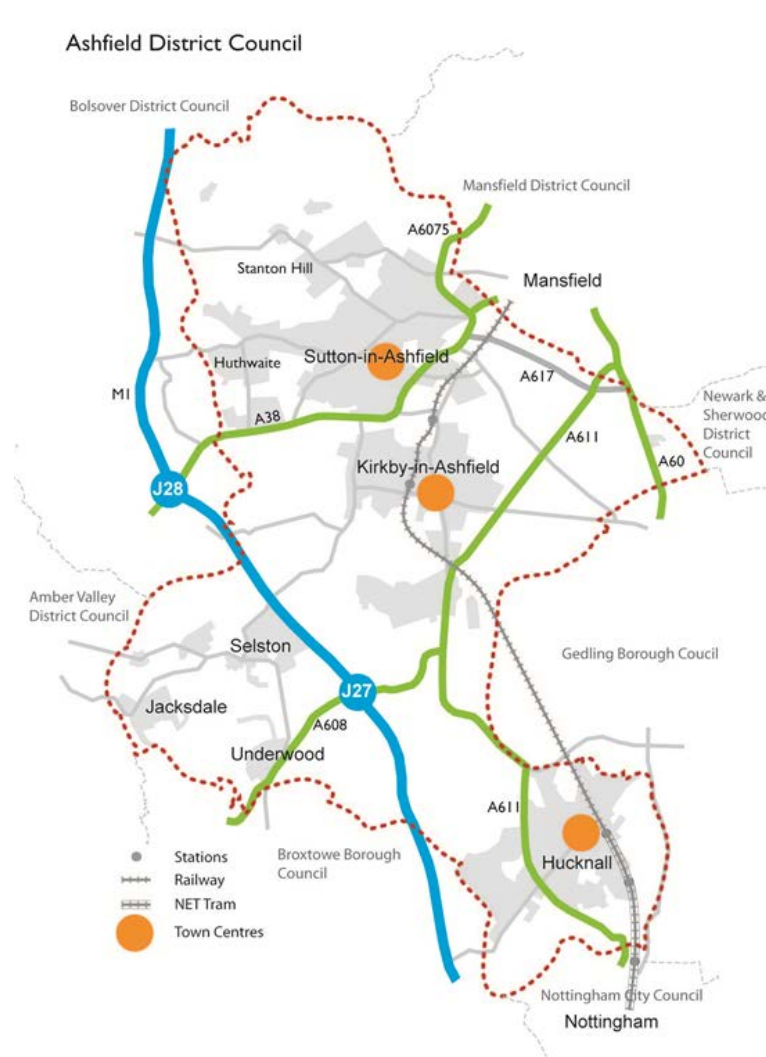 Ashfield District Council
Bolsover District Council
Mansfield District Council
A6075
Stanton Hill
Mansfield
Huthwaite
Sutton-in-Ashfield
A617
M1
A38
A611
Newark &
Sherwood
District
Council
Kirkby-in-Ashfield
A60
J28
Amber Valley
District Council
Selston
Gedling Borough Coucil
J27
Jacksdale
A608
Underwood
A611
Broxtowe Borough
Council
Hucknall
Stations
Railway
NET Tram
Town Centres
Nottingham City Council
Nottingham